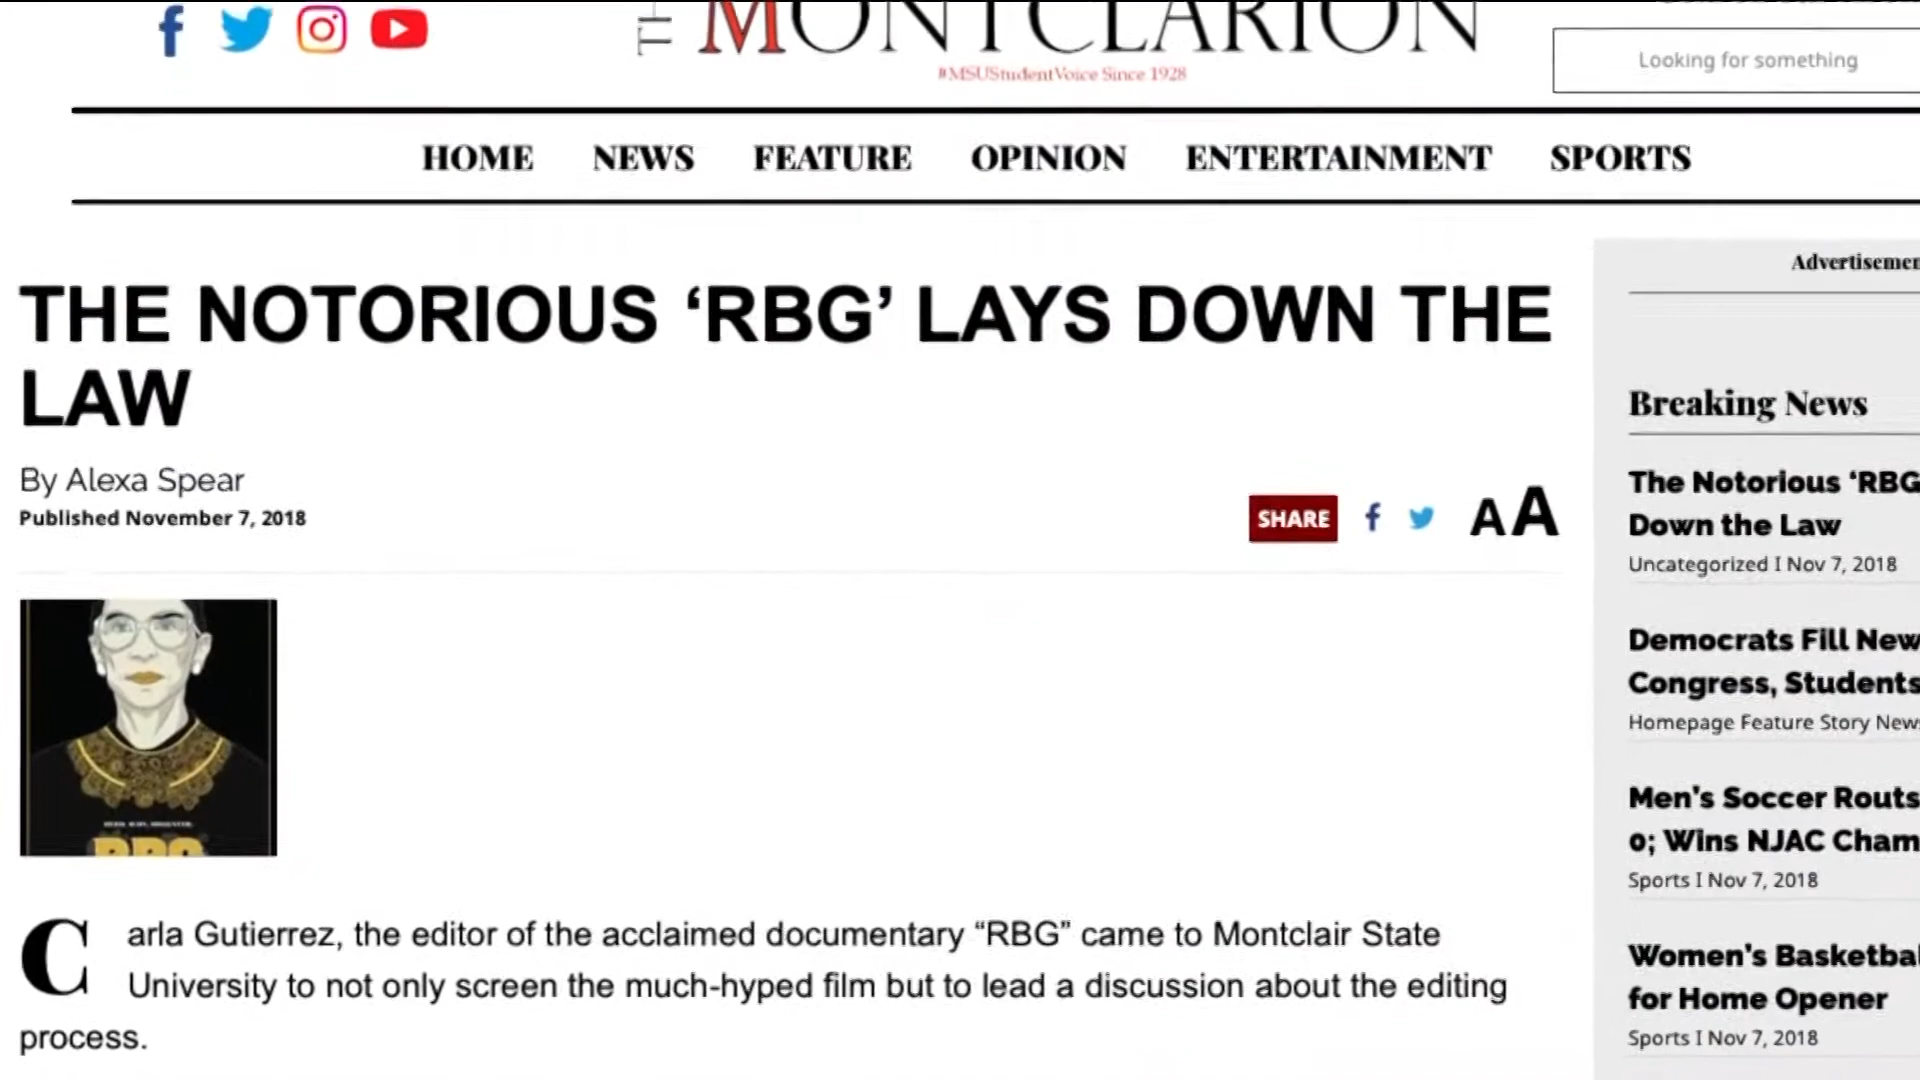 MONTCLARION
#MSUStudentVoice Since 1928
Looking for something
HOME NEWS FEATURE OPINION ENTERTAINMENT SPORTS
THE NOTORIOUS ‘RBG’ LAYS DOWN THE
LAW
By Alexa Spear
Published November 7, 2018
SHARE
AA
RBG
Carla Gutierrez, the editor of the acclaimed documentary “RBG” came to Montclair State
University to not only screen the much-hyped film but to lead a discussion about the editing
process.
Advertisemen
Breaking News
The Notorious ‘RBG
Down the Law
Uncategorized I Nov 7, 2018
Democrats Fill New
Congress, Students
Homepage Feature Story News
Men's Soccer Routs
0; Wins NJAC Cham
Sports I Nov 7, 2018
Women's Basketbal
for Home Opener
Sports I Nov 7, 2018